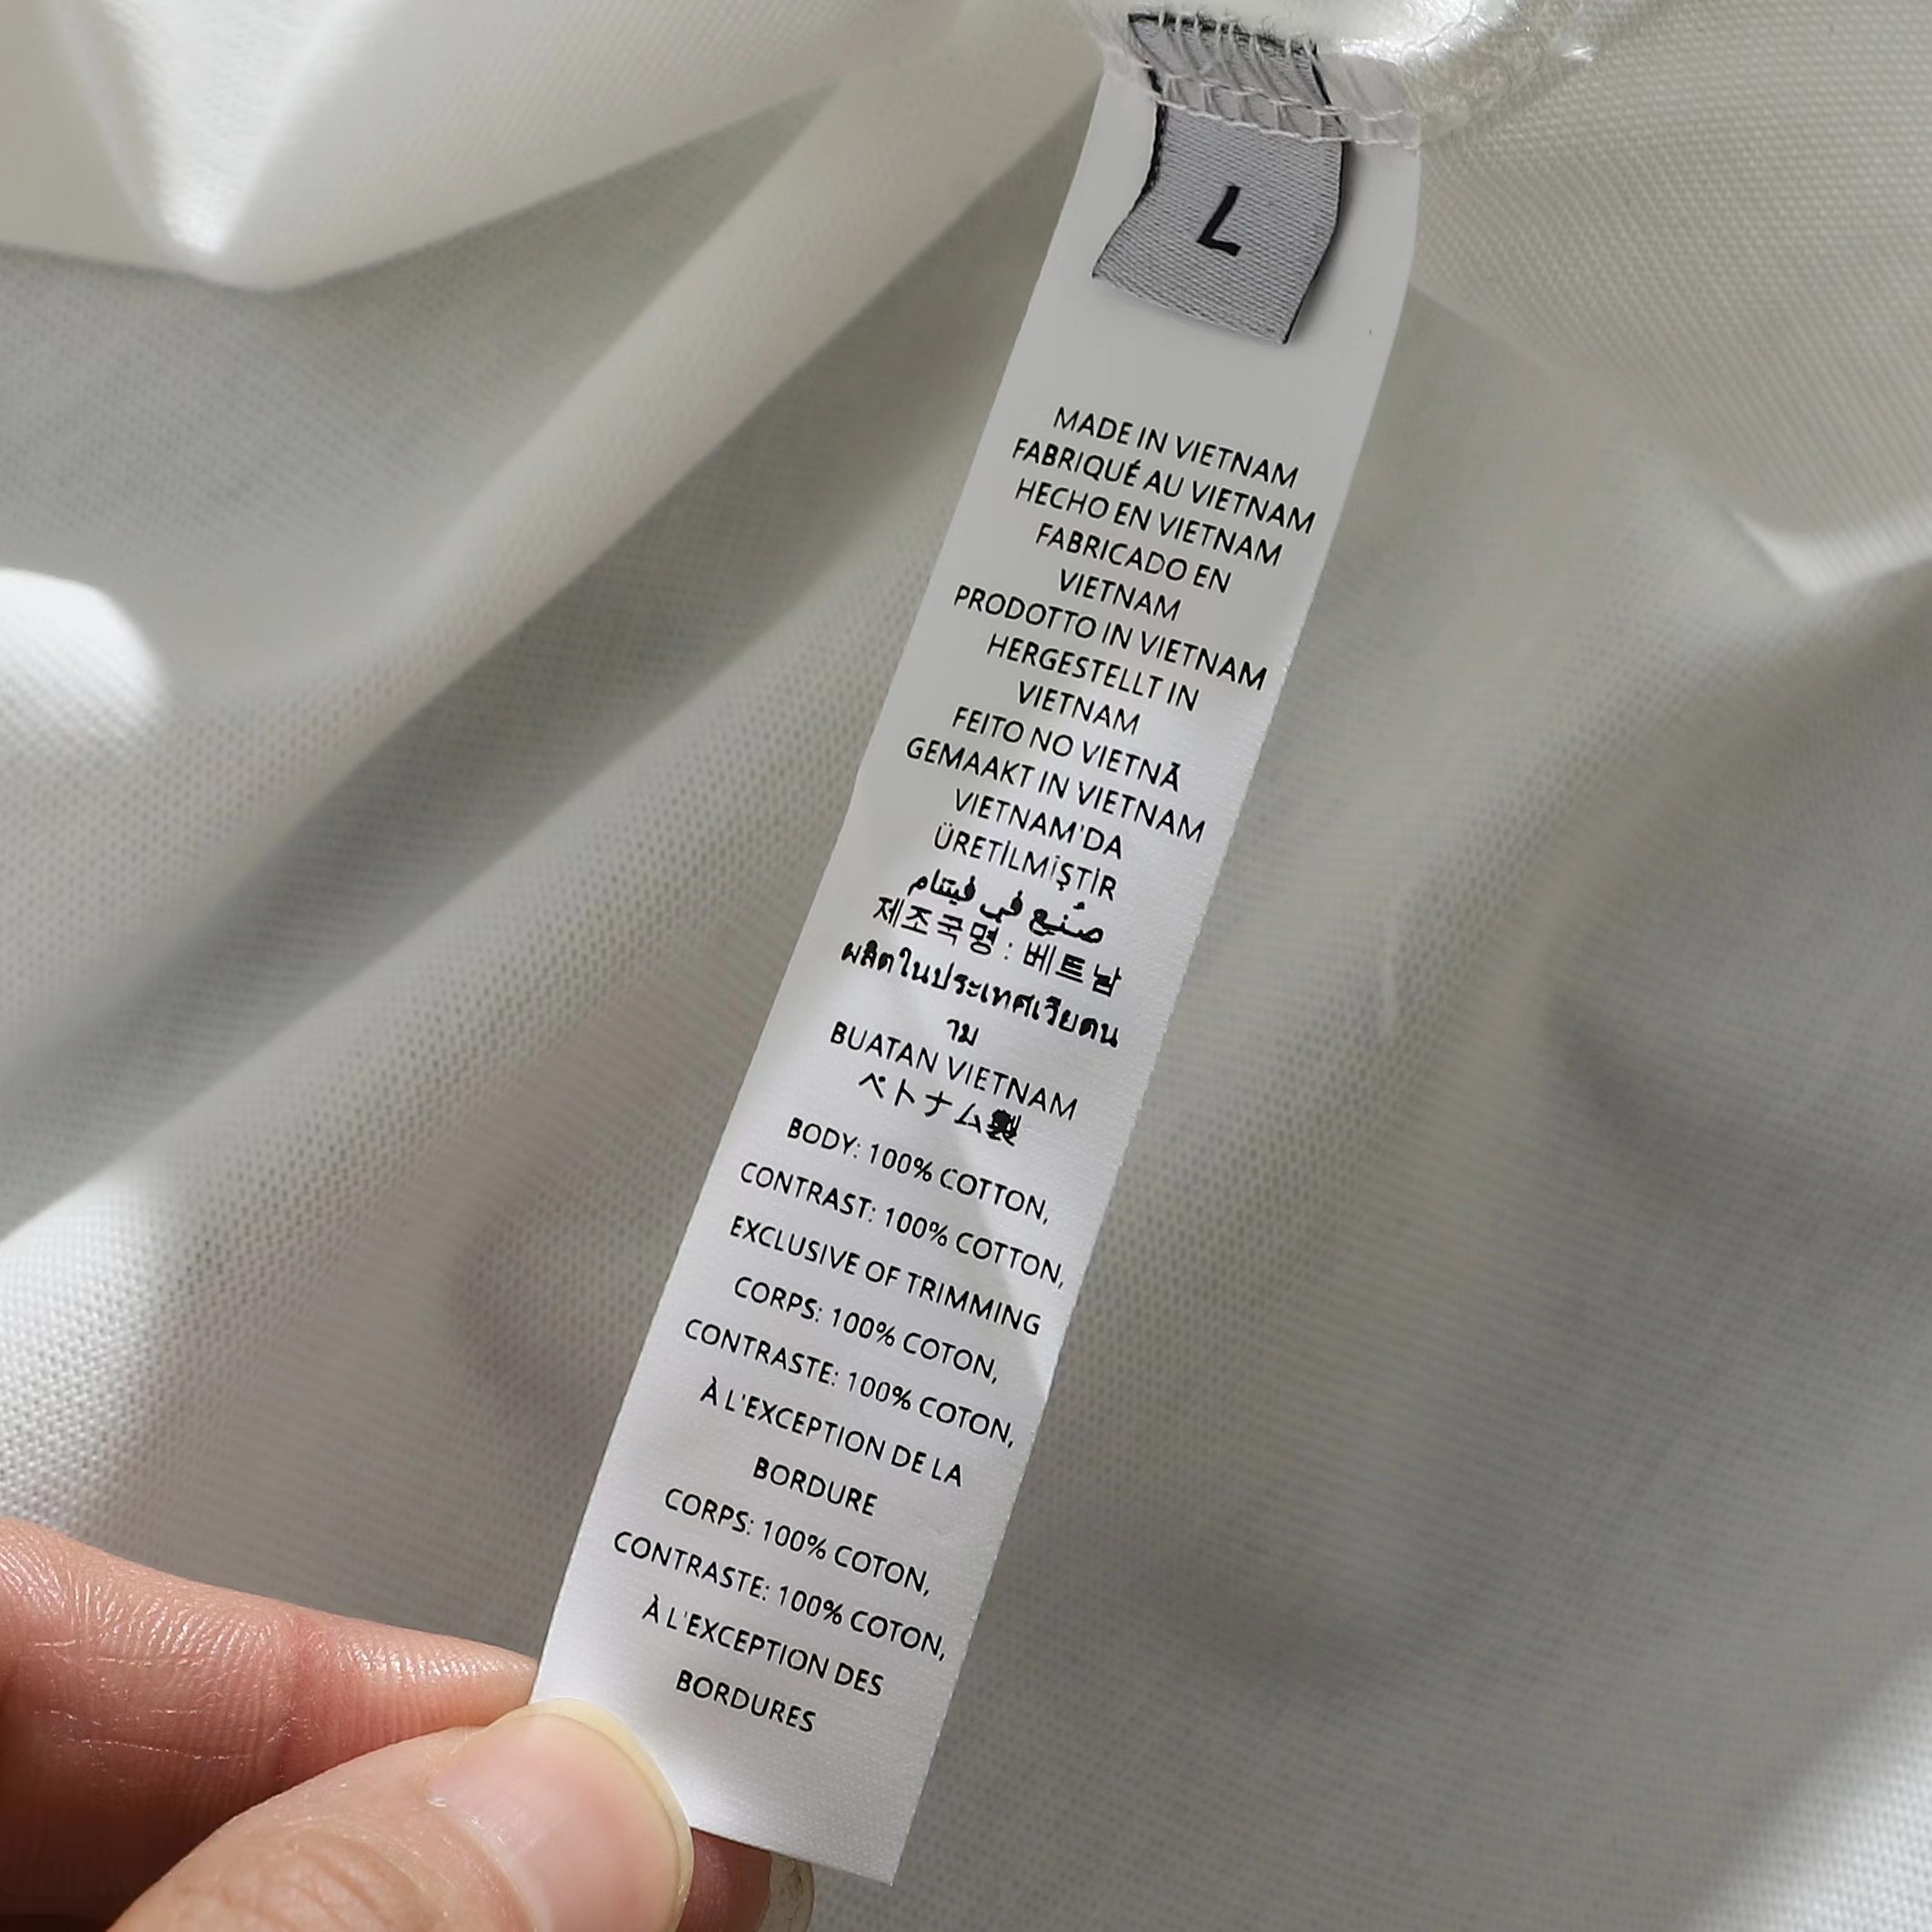 L
MADE IN VIETNAM
FABRIQUÉ AU VIETNAM
HECHO EN VIETNAM
FABRICADO EN
VIETNAM
PRODOTTO IN VIETNAM
HERGESTELLT IN
VIETNAM
FEITO NO VIETNÃ
GEMAAKT IN VIETNAM
VIETNAM'DA
ÜRETİLMİŞTİR
صُنِع في فيتنام
제조국명 : 베트남
ผลิตในประเทศเวียดน
าม
BUATAN VIETNAM
ベトナム製
BODY: 100% COTTON,
CONTRAST: 100% COTTON,
EXCLUSIVE OF TRIMMING
CORPS: 100% COTON,
CONTRASTE: 100% COTON,
À L'EXCEPTION DE LA
BORDURE
CORPS: 100% COTON,
CONTRASTE: 100% COTON,
À L'EXCEPTION DES
BORDURES